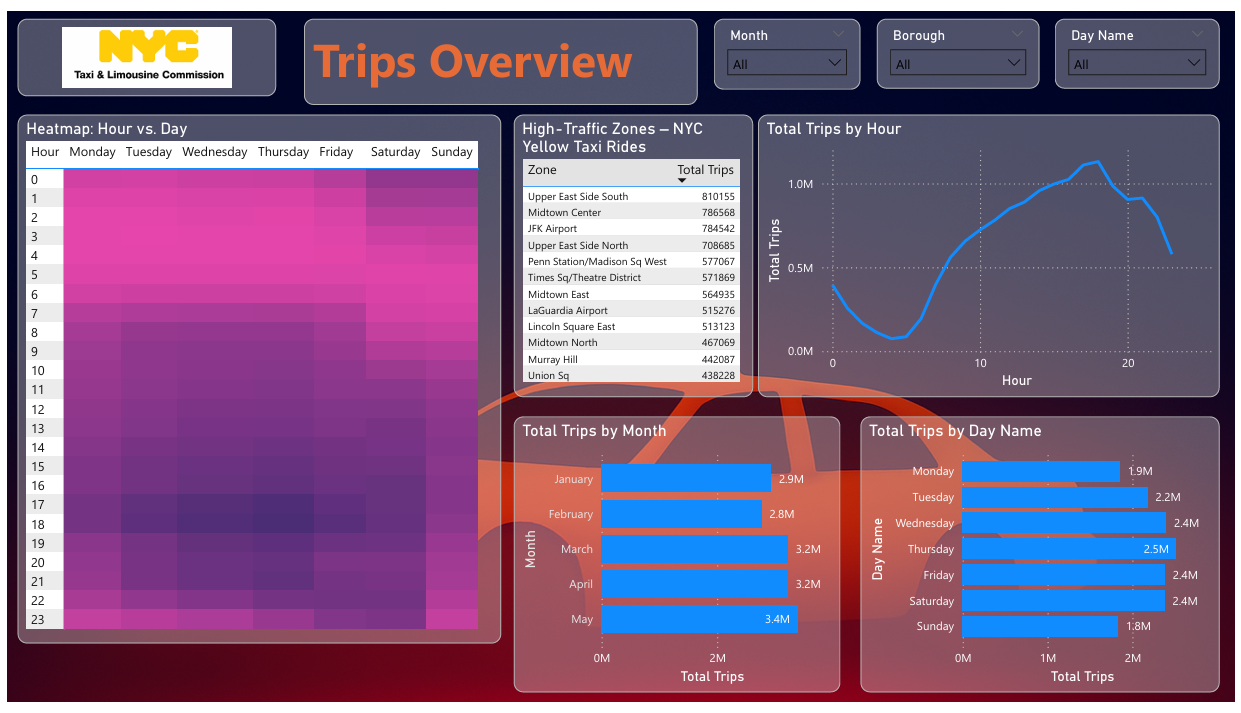 NYC
Taxi & Limousine Commission
Trips Overview
Month
All
Borough
All
Day Name
All
Heatmap: Hour vs. Day
Hour Monday Tuesday Wednesday Thursday Friday Saturday Sunday
0
1
2
3
4
5
6
7
8
9
10
11
12
13
14
15
16
17
18
19
20
21
22
23
High-Traffic Zones – NYC
Yellow Taxi Rides
Zone Total Trips
Upper East Side South 810155
Midtown Center 786568
JFK Airport 784542
Upper East Side North 708685
Penn Station/Madison Sq West 577067
Times Sq/Theatre District 571869
Midtown East 564935
LaGuardia Airport 515276
Lincoln Square East 513123
Midtown North 467069
Murray Hill 442087
Union Sq 438228
Total Trips by Hour
Total Trips
1.0M
0.5M
0.0M
0 10 20
Hour
Total Trips by Month
Month
January 2.9M
February 2.8M
March 3.2M
April 3.2M
May 3.4M
0M 2M
Total Trips
Total Trips by Day Name
Day Name
Monday 1.9M
Tuesday 2.2M
Wednesday 2.4M
Thursday 2.5M
Friday 2.4M
Saturday 2.4M
Sunday 1.8M
0M 1M 2M
Total Trips